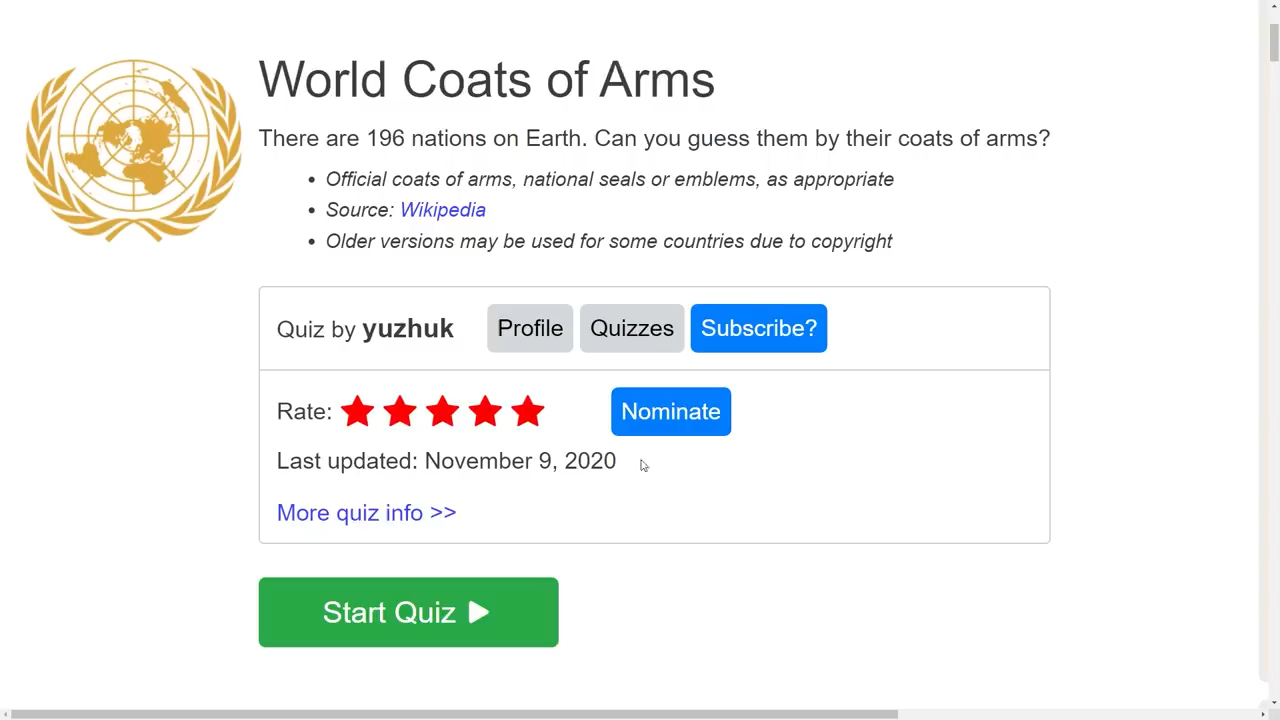 World Coats of Arms
There are 196 nations on Earth. Can you guess them by their coats of arms?
• Official coats of arms, national seals or emblems, as appropriate
• Source: Wikipedia
• Older versions may be used for some countries due to copyright
Quiz by yuzhuk Profile Quizzes Subscribe?
Rate: Nominate
Last updated: November 9, 2020
More quiz info >>
Start Quiz